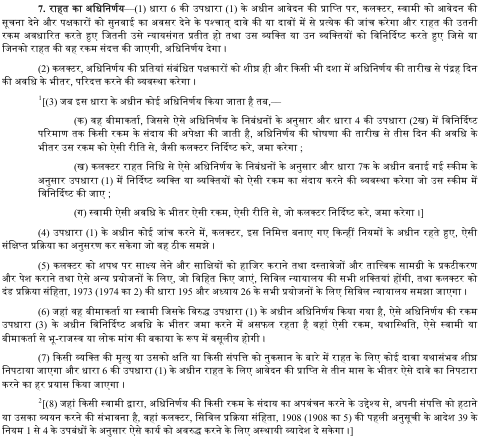 7. राहत का अधिनिर्णय—(1) धारा 6 की उपधारा (1) के अधीन आवेदन की प्राप्ति पर, कलक्टर, स्वामी को आवेदन की
सूचना देने और पक्षकारों को सुनवाई का अवसर देने के पश्चात् दावे की या दावों में से प्रत्येक की जांच करेगा और राहत की उतनी
रकम अवधारित करते हुए जितनी उसे न्यायसंगत प्रतीत हो तथा उस व्यक्ति या उन व्यक्तियों को विनिर्दिष्ट करते हुए जिसे या
जिनको राहत की वह रकम संदत्त की जाएगी, अधिनिर्णय देगा ।
(2) कलक्टर, अधिनिर्णय की प्रतियां संबंधित पक्षकारों को शीघ्र ही और किसी भी दशा में अधिनिर्णय की तारीख से पंद्रह दिन
की अवधि के भीतर, परिदत्त करने की व्यवस्था करेगा ।
1[(3) जब इस धारा के अधीन कोई अधिनिर्णय किया जाता है तब,—
(क) वह बीमाकर्ता, जिससे ऐसे अधिनिर्णय के निबंधनों के अनुसार और धारा 4 की उपधारा (2ख) में विनिर्दिष्ट
परिमाण तक किसी रकम के संदाय की अपेक्षा की जाती है, अधिनिर्णय की घोषणा की तारीख से तीस दिन की अवधि के
भीतर उस रकम को ऐसी रीति से, जैसी कलक्टर निर्दिष्ट करे, जमा करेगा ;
(ख) कलक्टर राहत निधि से ऐसे अधिनिर्णय के निबंधनों के अनुसार और धारा 7क के अधीन बनाई गई स्कीम के
अनुसार उपधारा (1) में निर्दिष्ट व्यक्ति या व्यक्तियों को ऐसी रकम का संदाय करने की व्यवस्था करेगा जो उस स्कीम में
विनिर्दिष्ट की जाए ;
(ग) स्वामी ऐसी अवधि के भीतर ऐसी रकम, ऐसी रीति से, जो कलक्टर निर्दिष्ट करे, जमा करेगा ।]
(4) उपधारा (1) के अधीन कोई जांच करने में, कलक्टर, इस निमित्त बनाए गए किन्हीं नियमों के अधीन रहते हुए, ऐसी
संक्षिप्त प्रक्रिया का अनुसरण कर सकेगा जो वह ठीक समझे ।
(5) कलक्टर को शपथ पर साक्ष्य लेने और साक्षियों को हाजिर कराने तथा दस्तावेजों और तात्त्विक सामग्री के प्रकटीकरण
और पेश कराने तथा ऐसे अन्य प्रयोजनों के लिए, जो विहित किए जाएं, सिविल न्यायालय की सभी शक्तियां होंगी, तथा कलक्टर को
दंड प्रक्रिया संहिता, 1973 (1974 का 2) की धारा 195 और अध्याय 26 के सभी प्रयोजनों के लिए सिविल न्यायालय समझा जाएगा ।
(6) जहां वह बीमाकर्ता या स्वामी जिसके विरुद्ध उपधारा (1) के अधीन अधिनिर्णय किया गया है, ऐसे अधिनिर्णय की रकम
उपधारा (3) के अधीन विनिर्दिष्ट अवधि के भीतर जमा करने में असफल रहता है वहां ऐसी रकम, यथास्थिति, ऐसे स्वामी या
बीमाकर्ता से भू-राजस्व या लोक मांग की बकाया के रूप में वसूलीय होगी ।
(7) किसी व्यक्ति की मृत्यु या उसको क्षति या किसी संपत्ति को नुकसान के बारे में राहत के लिए कोई दावा यथासंभव शीघ्र
निपटाया जाएगा और धारा 6 की उपधारा (1) के अधीन राहत के लिए आवेदन की प्राप्ति से तीन मास के भीतर ऐसे दावे का निपटारा
करने का हर प्रयास किया जाएगा ।
2[(8) जहां किसी स्वामी द्वारा, अधिनिर्णय की किसी रकम के संदाय का अपवंचन करने के उद्देश्य से, अपनी संपत्ति को हटाने
या उसका व्ययन करने की संभावना है, वहां कलक्टर, सिविल प्रक्रिया संहिता, 1908 (1908 का 5) की पहली अनुसूची के आदेश 39 के
नियम 1 से 4 के उपबंधों के अनुसार ऐसे कार्य को अवरुद्ध करने के लिए अस्थायी व्यादेश दे सकेगा ।]